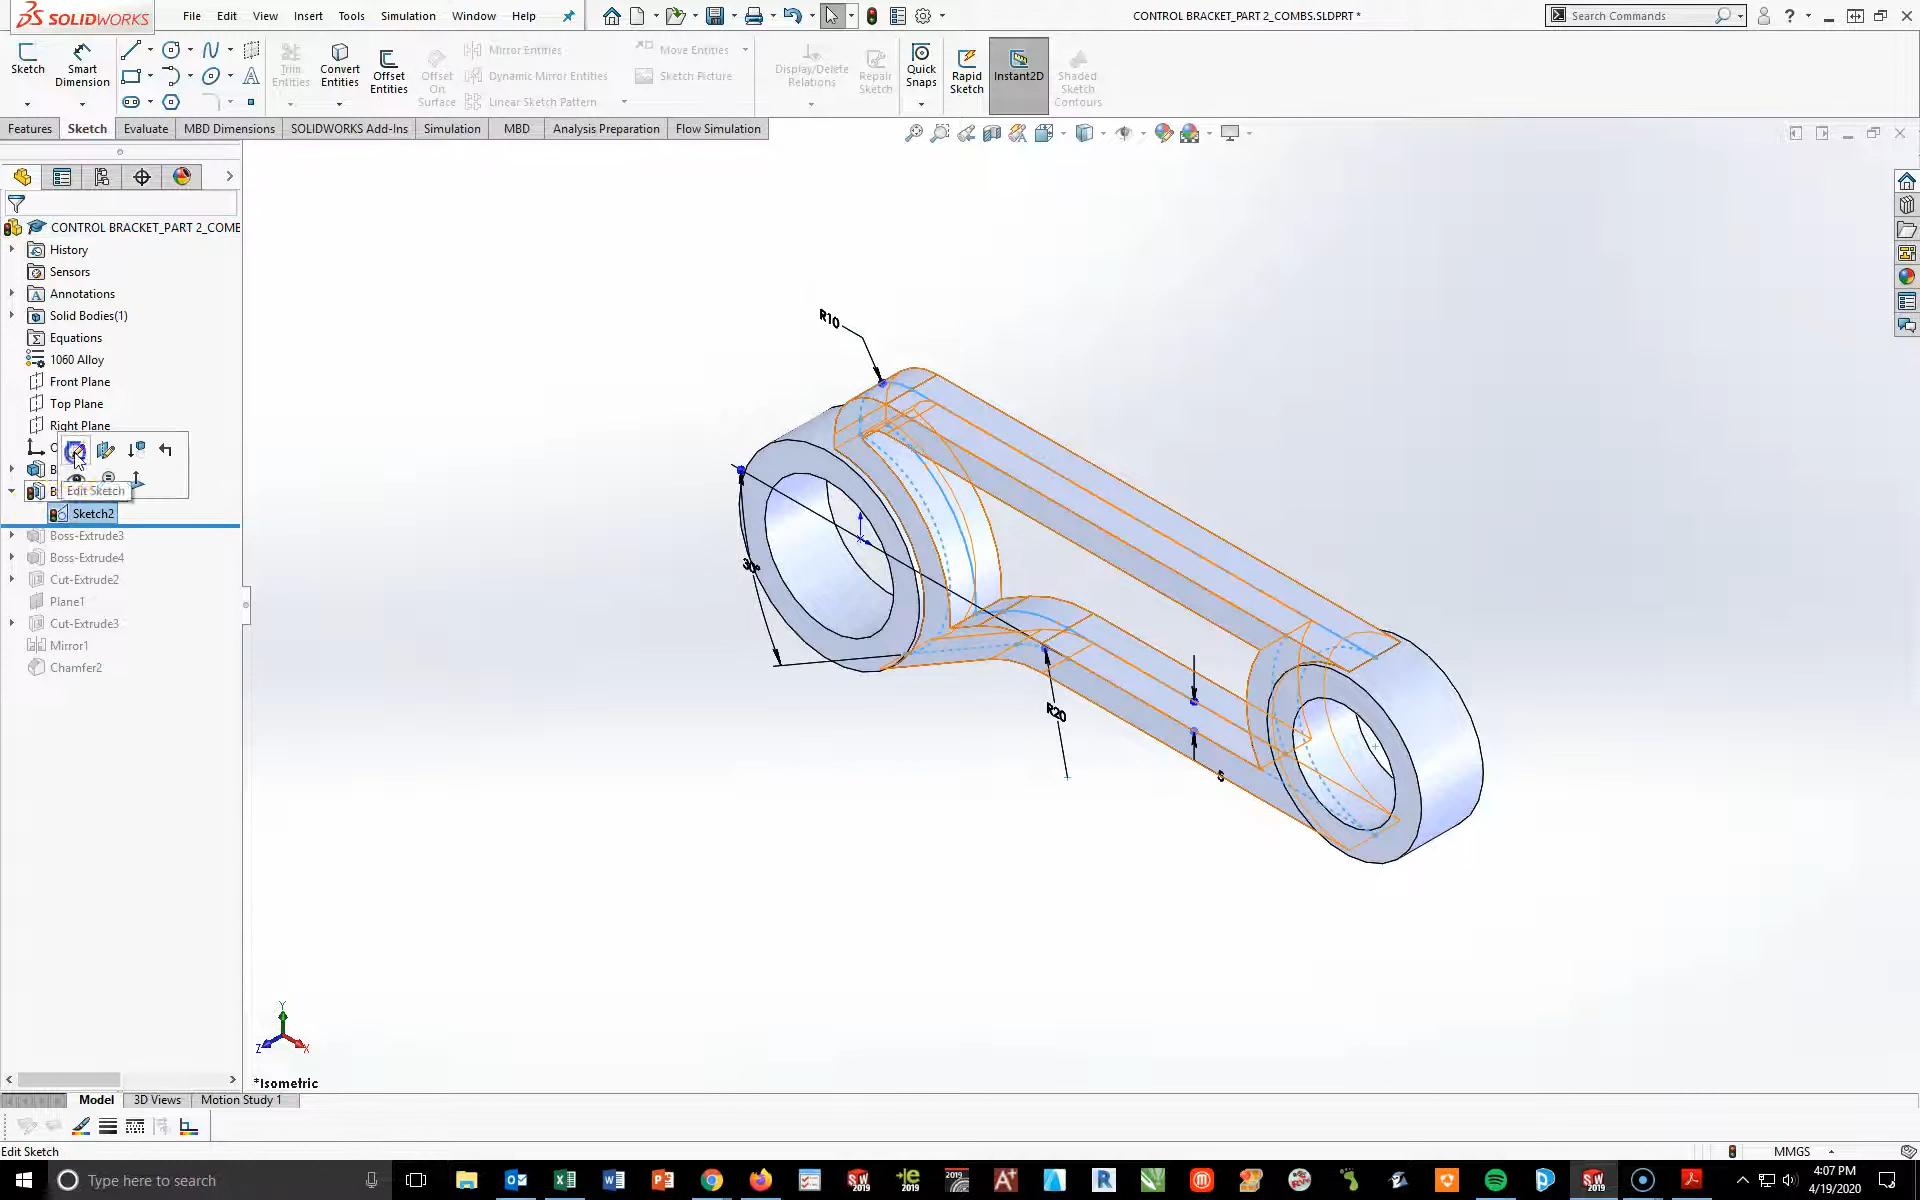 SOLIDWORKS
File Edit View Insert Tools Simulation Window Help
CONTROL BRACKET_PART 2_COMBS.SLDPRT *
Search Commands
Sketch
Smart Dimension
Trim Entities
Convert Entities
Offset Entities
Offset On Surface
Mirror Entities
Dynamic Mirror Entities
Linear Sketch Pattern
Move Entities
Sketch Picture
Display/Delete Relations
Repair Sketch
Quick Snaps
Rapid Sketch
Instant2D
Shaded Sketch Contours
Features Sketch Evaluate MBD Dimensions SOLIDWORKS Add-Ins Simulation MBD Analysis Preparation Flow Simulation
CONTROL BRACKET_PART 2_COMB
History
Sensors
Annotations
Solid Bodies(1)
Equations
1060 Alloy
Front Plane
Top Plane
Right Plane
Edit Sketch
Sketch2
Boss-Extrude3
Boss-Extrude4
Cut-Extrude2
Plane1
Cut-Extrude3
Mirror1
Chamfer2
R10
30°
R20
5
Y
Z
X
*Isometric
Model 3D Views Motion Study 1
Edit Sketch
MMGS
Type here to search
4:07 PM
4/19/2020